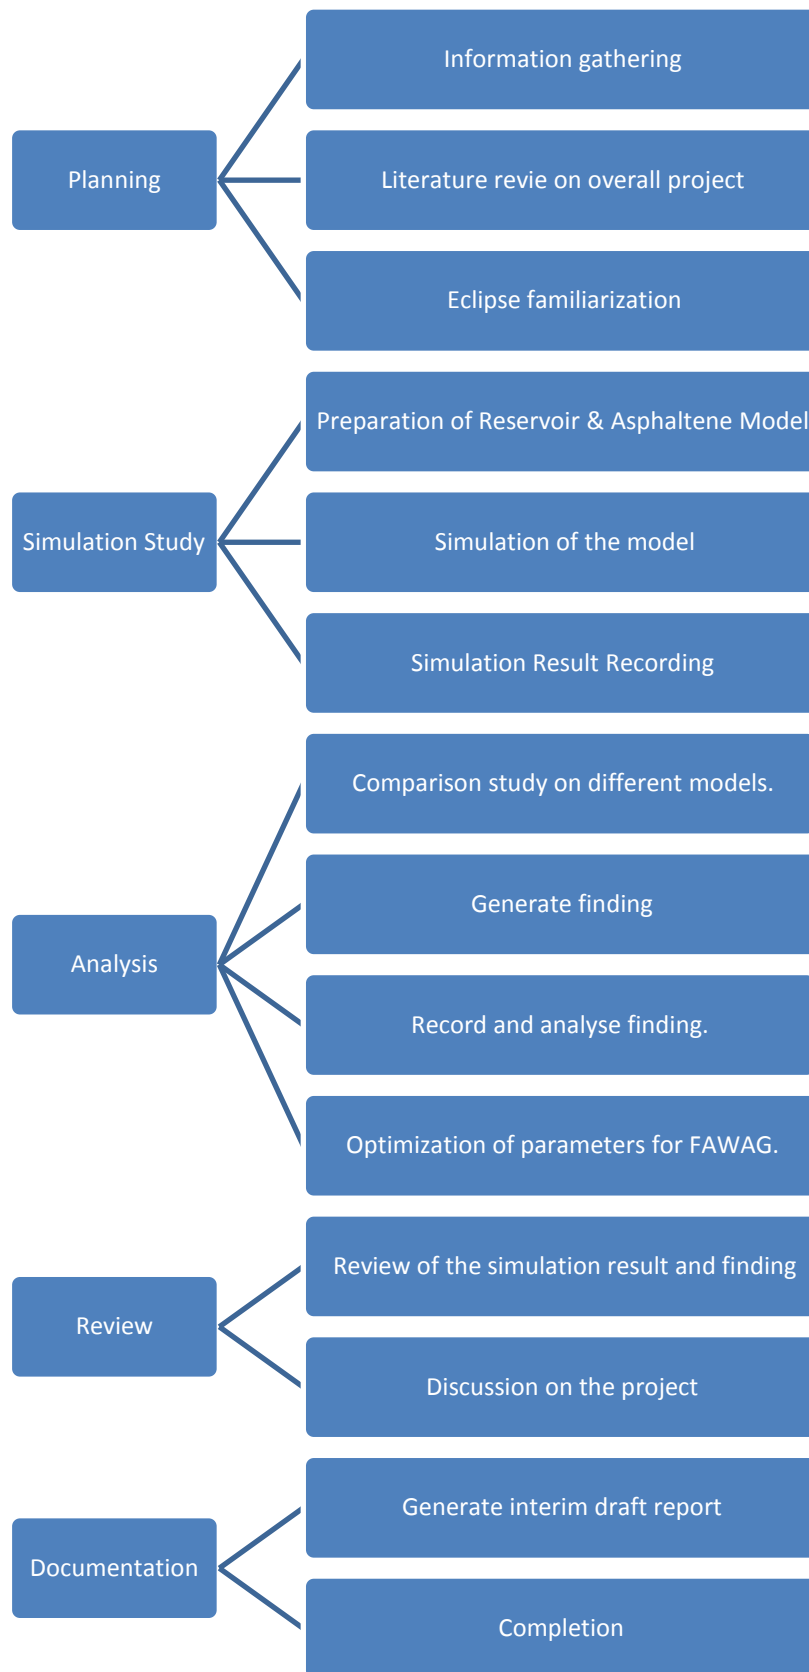 Planning
Information gathering
Literature revie on overall project
Eclipse familiarization
Simulation Study
Preparation of Reservoir & Asphaltene Model
Simulation of the model
Simulation Result Recording
Analysis
Comparison study on different models.
Generate finding
Record and analyse finding.
Optimization of parameters for FAWAG.
Review
Review of the simulation result and finding
Discussion on the project
Documentation
Generate interim draft report
Completion